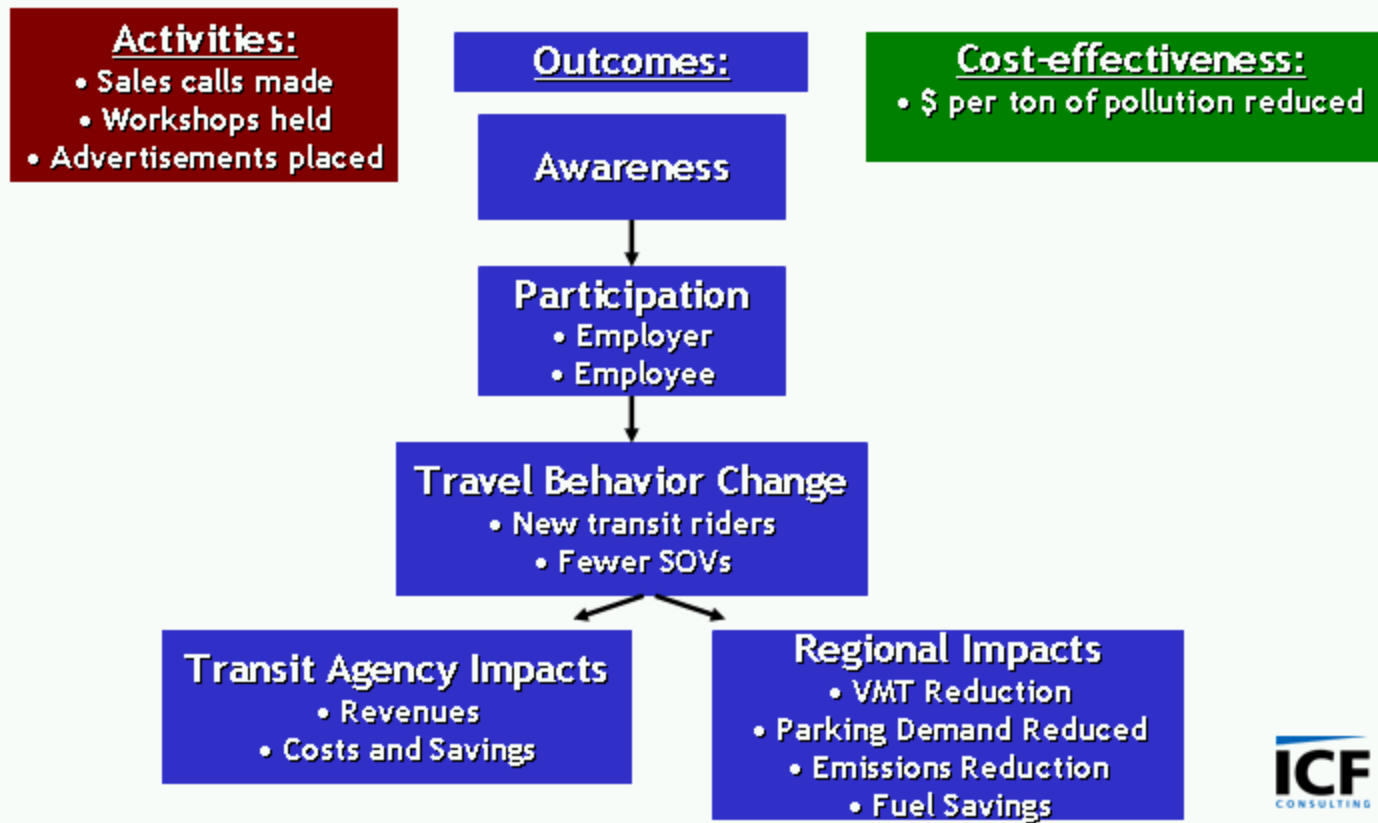 Activities:
• Sales calls made
• Workshops held
• Advertisements placed
Outcomes:
Cost-effectiveness:
• $ per ton of pollution reduced
Awareness
Participation
• Employer
• Employee
Travel Behavior Change
• New transit riders
• Fewer SOVs
Transit Agency Impacts
• Revenues
• Costs and Savings
Regional Impacts
• VMT Reduction
• Parking Demand Reduced
• Emissions Reduction
• Fuel Savings
ICF
CONSULTING